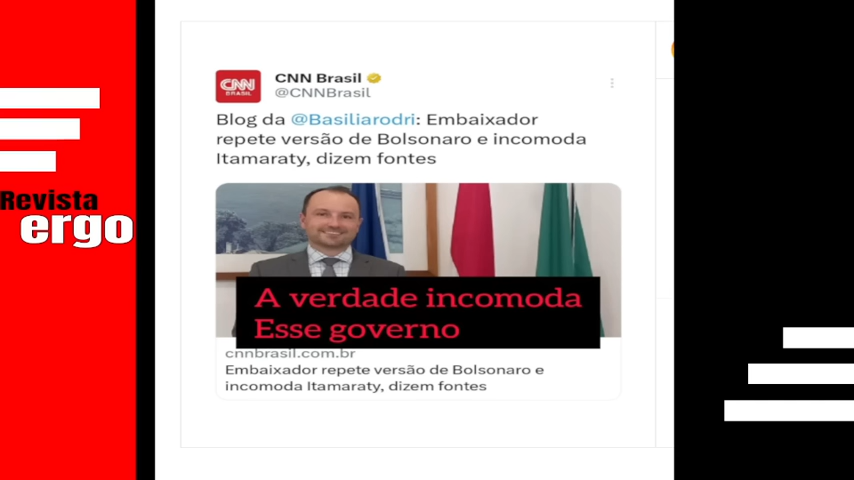 Revista
ergo
CNN
BRASIL
CNN Brasil
@CNNBrasil
Blog da @Basiliarodri: Embaixador
repete versão de Bolsonaro e incomoda
Itamaraty, dizem fontes
A verdade incomoda
Esse governo
cnnbrasil.com.br
Embaixador repete versão de Bolsonaro e
incomoda Itamaraty, dizem fontes